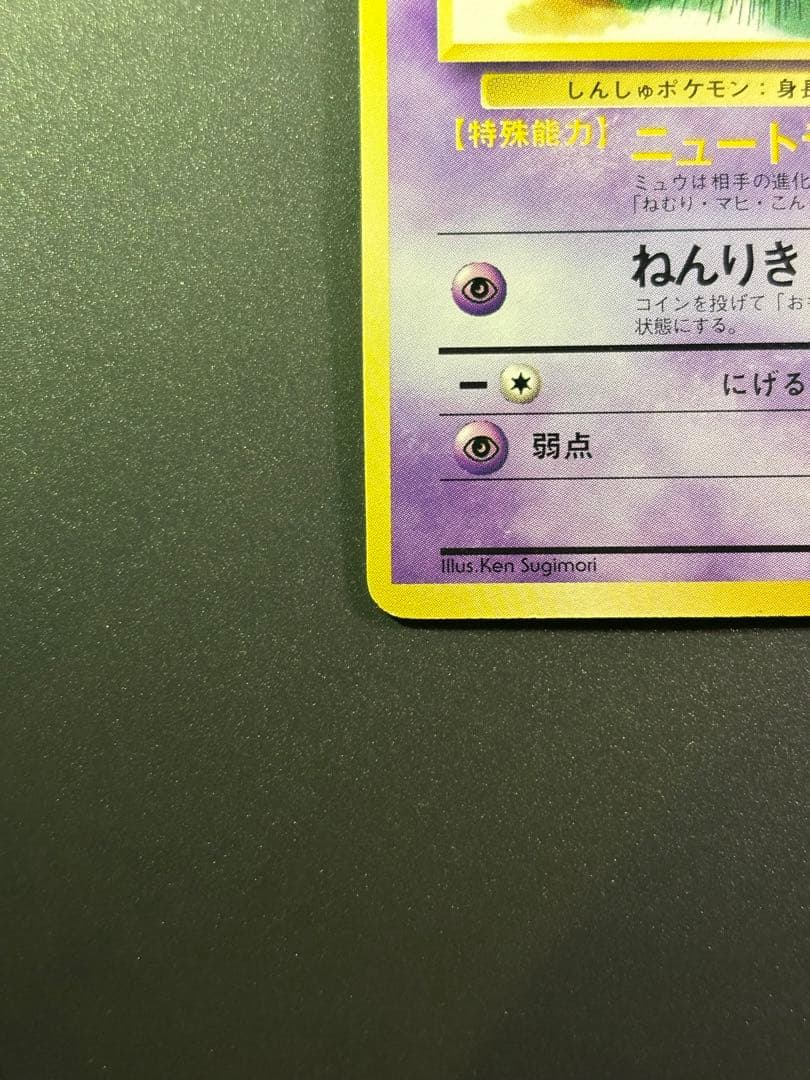 しんしゅポケモン：身長
【特殊能力】 ニュート
ミュウは相手の進化
「ねむり・マヒ・こん
ねんりき
コインを投げて「お
状態にする。
ー にげる
弱点
Illus.Ken Sugimori